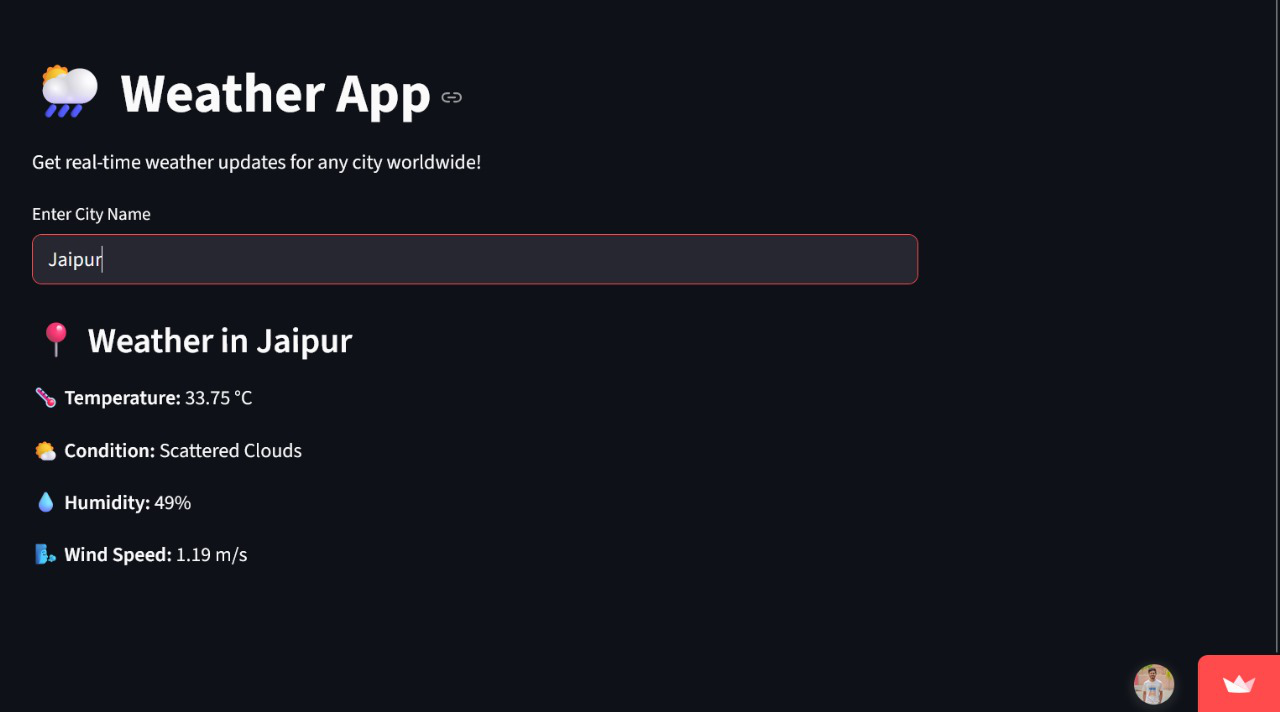 Weather App
Get real-time weather updates for any city worldwide!
Enter City Name
Jaipur
Weather in Jaipur
Temperature: 33.75 °C
Condition: Scattered Clouds
Humidity: 49%
Wind Speed: 1.19 m/s